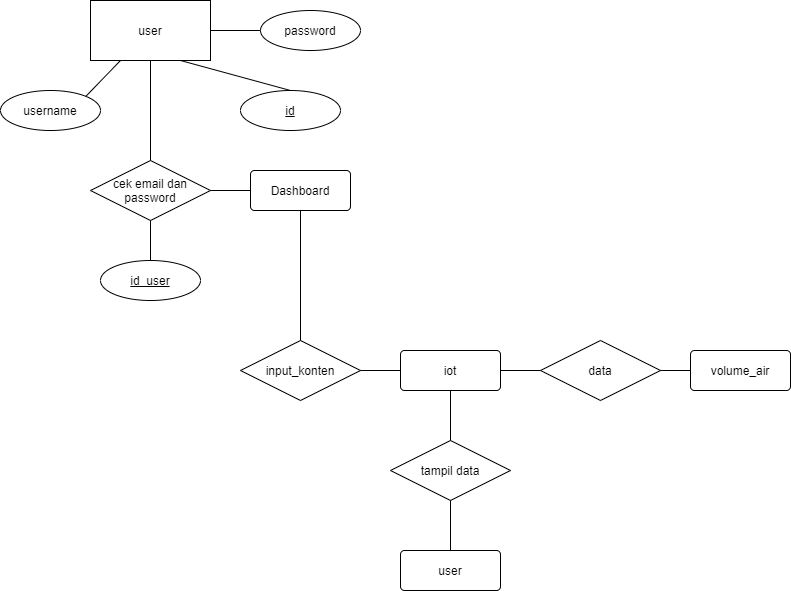 user
password
username
id
cek email dan
password
Dashboard
id_user
input_konten
iot
data
volume_air
tampil data
user